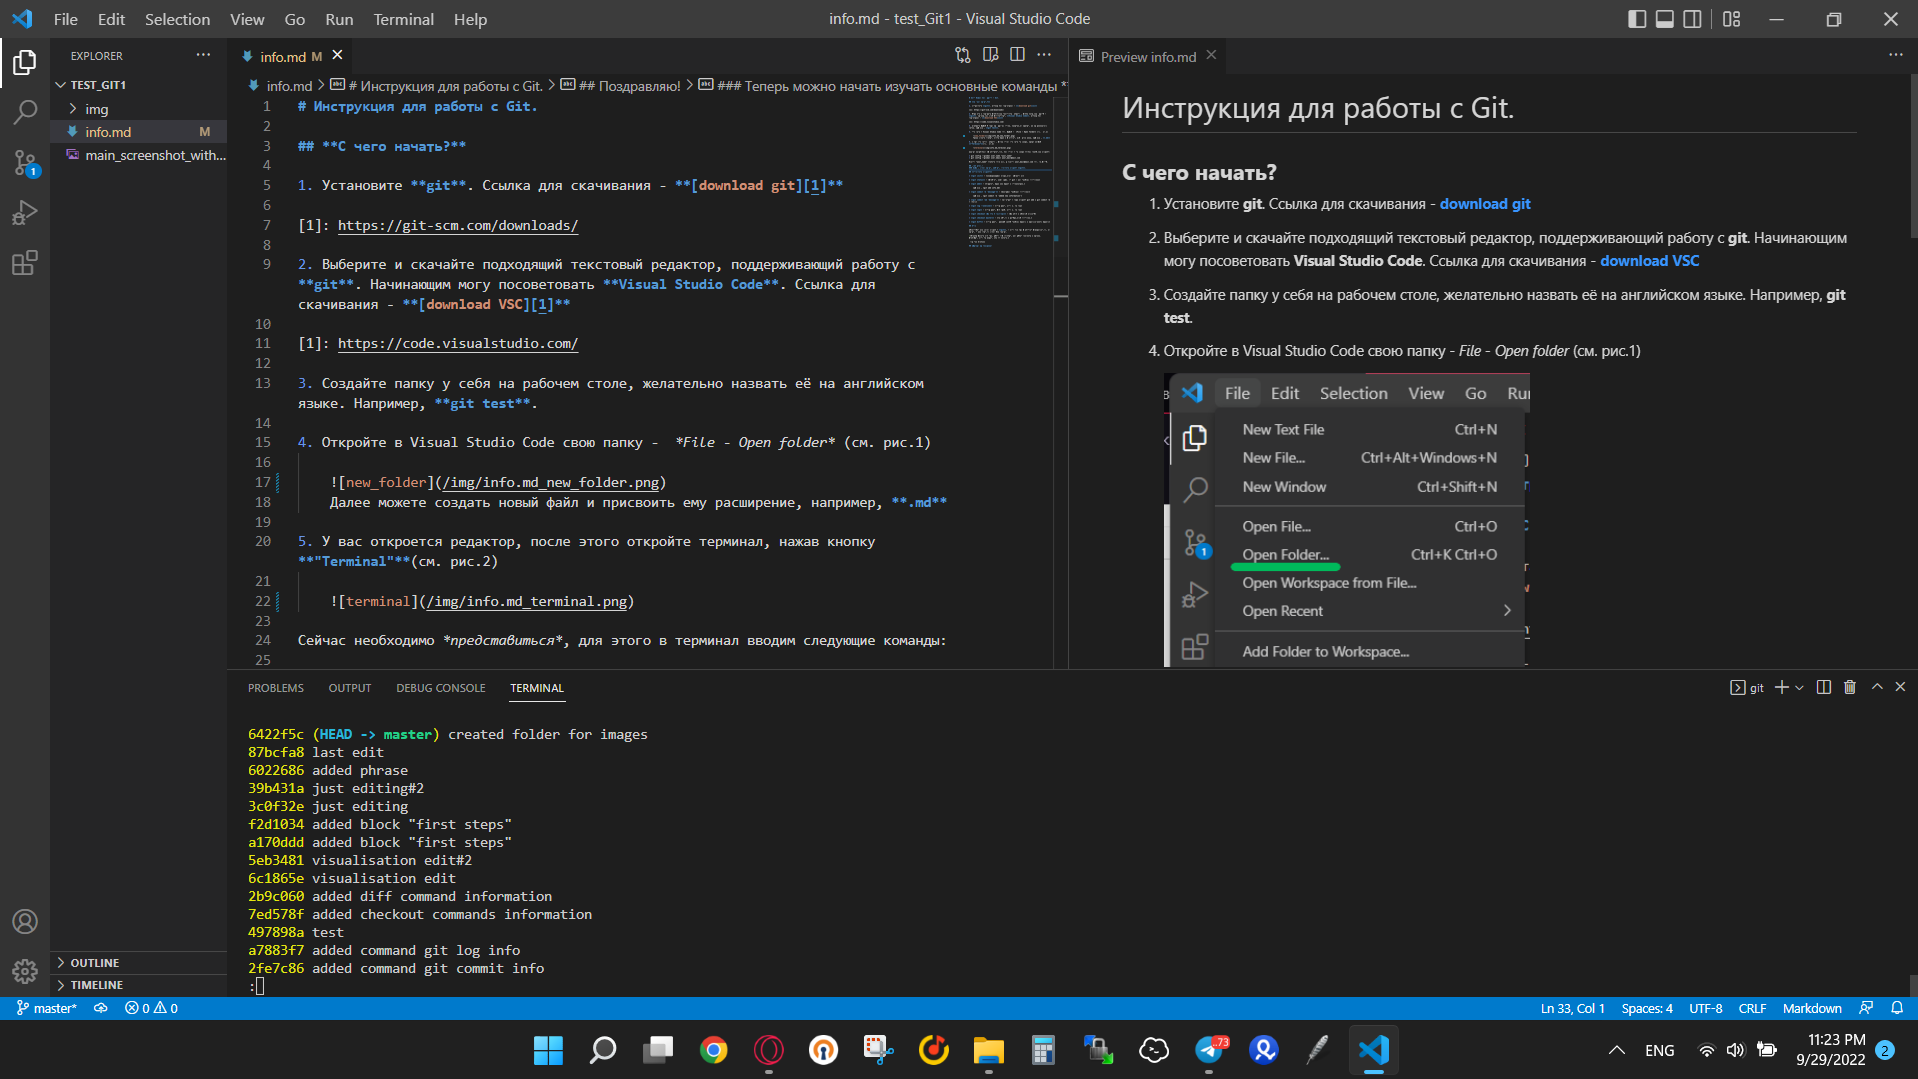 File Edit Selection View Go Run Terminal Help
info.md - test_Git1 - Visual Studio Code
EXPLORER
TEST_GIT1
img
info.md M
main_screenshot_with...
OUTLINE
TIMELINE
info.md M
info.md > # Инструкция для работы с Git. > ## Поздравляю! > ### Теперь можно начать изучать основные команды *
1 # Инструкция для работы с Git.
2
3 ## **С чего начать?**
4
5 1. Установите **git**. Ссылка для скачивания - **[download git][1]**
6
7 [1]: https://git-scm.com/downloads/
8
9 2. Выберите и скачайте подходящий текстовый редактор, поддерживающий работу с
**git**. Начинающим могу посоветовать **Visual Studio Code**. Ссылка для
скачивания - **[download VSC][1]**
10
11 [1]: https://code.visualstudio.com/
12
13 3. Создайте папку у себя на рабочем столе, желательно назвать её на английском
языке. Например, **git test**.
14
15 4. Откройте в Visual Studio Code свою папку -  *File - Open folder* (см. рис.1)
16
17 ![new_folder](/img/info.md_new_folder.png)
18 Далее можете создать новый файл и присвоить ему расширение, например, **.md**
19
20 5. У вас откроется редактор, после этого откройте терминал, нажав кнопку
**"Terminal"**(см. рис.2)
21
22 ![terminal](/img/info.md_terminal.png)
23
24 Сейчас необходимо *представиться*, для этого в терминал вводим следующие команды:
25
Preview info.md
Инструкция для работы с Git.
С чего начать?
1. Установите git. Ссылка для скачивания - download git
2. Выберите и скачайте подходящий текстовый редактор, поддерживающий работу с git. Начинающим
могу посоветовать Visual Studio Code. Ссылка для скачивания - download VSC
3. Создайте папку у себя на рабочем столе, желательно назвать её на английском языке. Например, git
test.
4. Откройте в Visual Studio Code свою папку - File - Open folder (см. рис.1)
File Edit Selection View Go Ru
New Text File Ctrl+N
New File... Ctrl+Alt+Windows+N
New Window Ctrl+Shift+N
Open File... Ctrl+O
Open Folder... Ctrl+K Ctrl+O
Open Workspace from File...
Open Recent
Add Folder to Workspace...
1
1
PROBLEMS OUTPUT DEBUG CONSOLE TERMINAL
git
6422f5c (HEAD -> master) created folder for images
87bcfa8 last edit
6022686 added phrase
39b431a just editing#2
3c0f32e just editing
f2d1034 added block "first steps"
a170ddd added block "first steps"
5eb3481 visualisation edit#2
6c1865e visualisation edit
2b9c060 added diff command information
7ed578f added checkout commands information
497898a test
a7883f7 added command git log info
2fe7c86 added command git commit info
:
master* 0 0
Ln 33, Col 1 Spaces: 4 UTF-8 CRLF Markdown
73
ENG
11:23 PM
9/29/2022
2